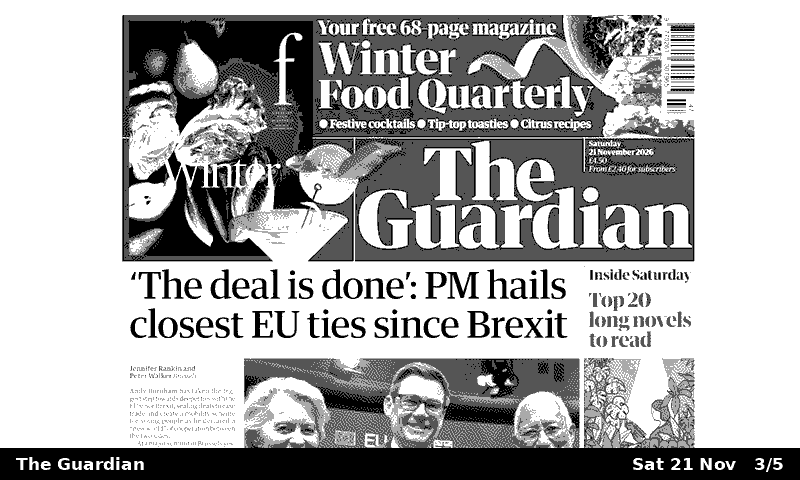 f
Winter
Your free 68-page magazine
Winter
Food Quarterly
● Festive cocktails ● Tip-top toasties ● Citrus recipes
Saturday
21 November 2026
£4.50
From £2.40 for subscribers
The
Guardian
‘The deal is done’: PM hails
closest EU ties since Brexit
Inside Saturday
Top 20
long novels
to read
Jennifer Rankin and
Peter Walker Brussels
EU
The Guardian
Sat 21 Nov 3/5